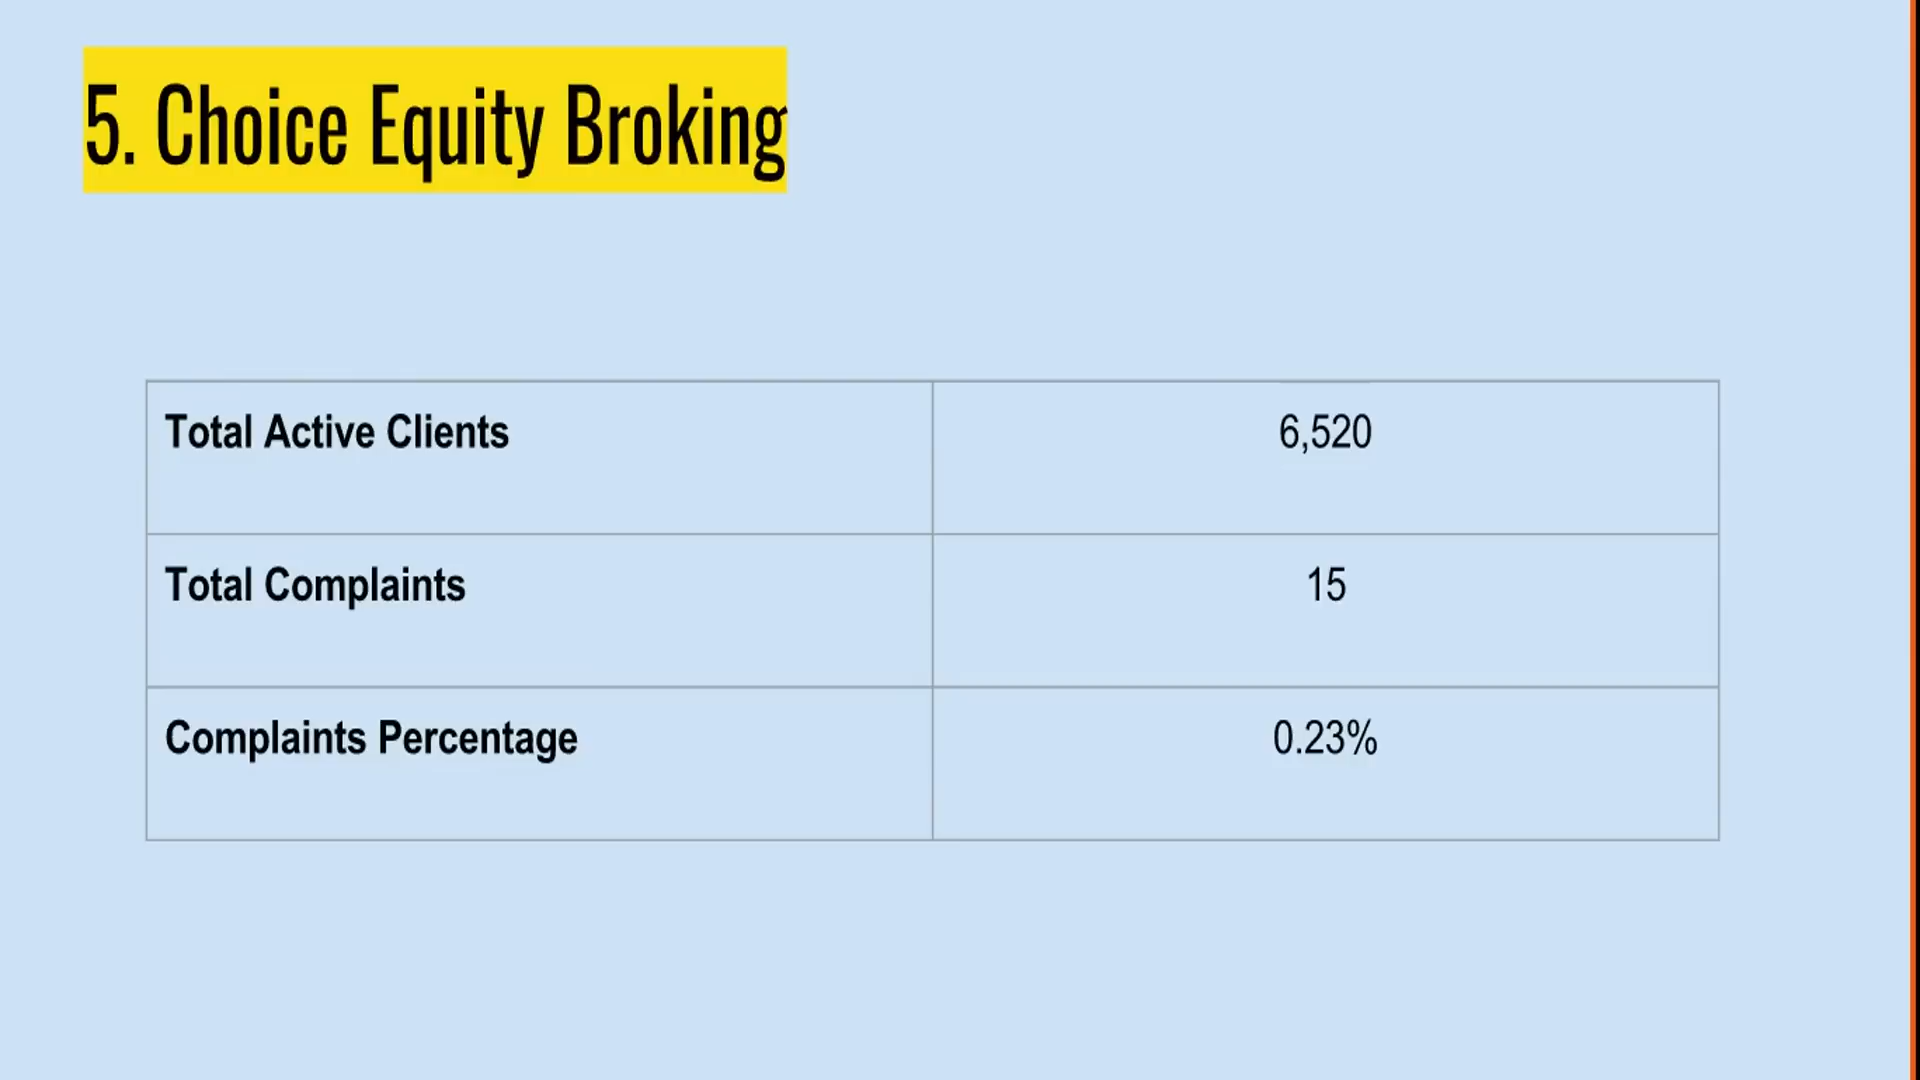 5. Choice Equity Broking
Total Active Clients 6,520
Total Complaints 15
Complaints Percentage 0.23%